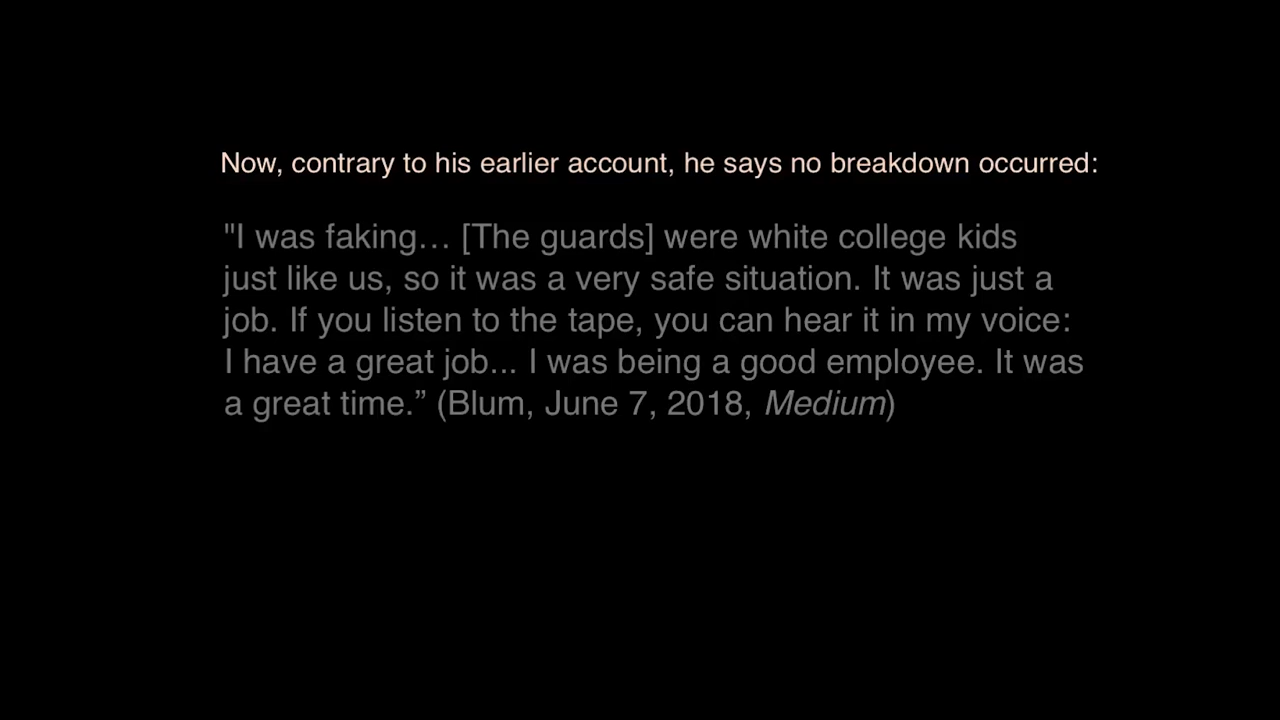 Now, contrary to his earlier account, he says no breakdown occurred:
"I was faking… [The guards] were white college kids
just like us, so it was a very safe situation. It was just a
job. If you listen to the tape, you can hear it in my voice:
I have a great job... I was being a good employee. It was
a great time.” (Blum, June 7, 2018, Medium)